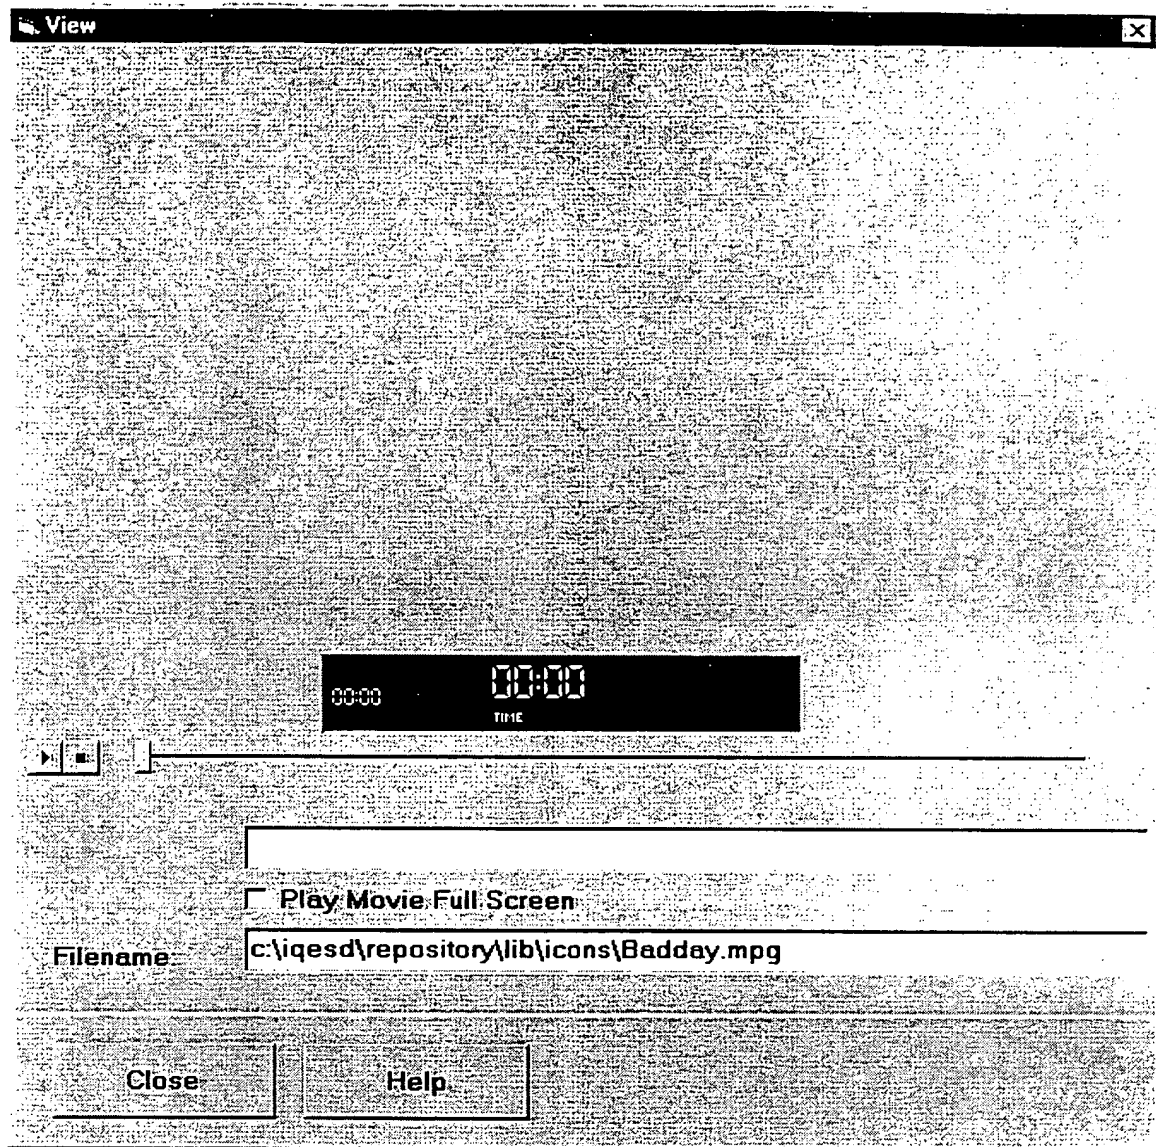 View
00:00
00:00
TIME
Play Movie Full Screen
Filename:
c:\iqesd\repository\lib\icons\Badday.mpg
Close
Help